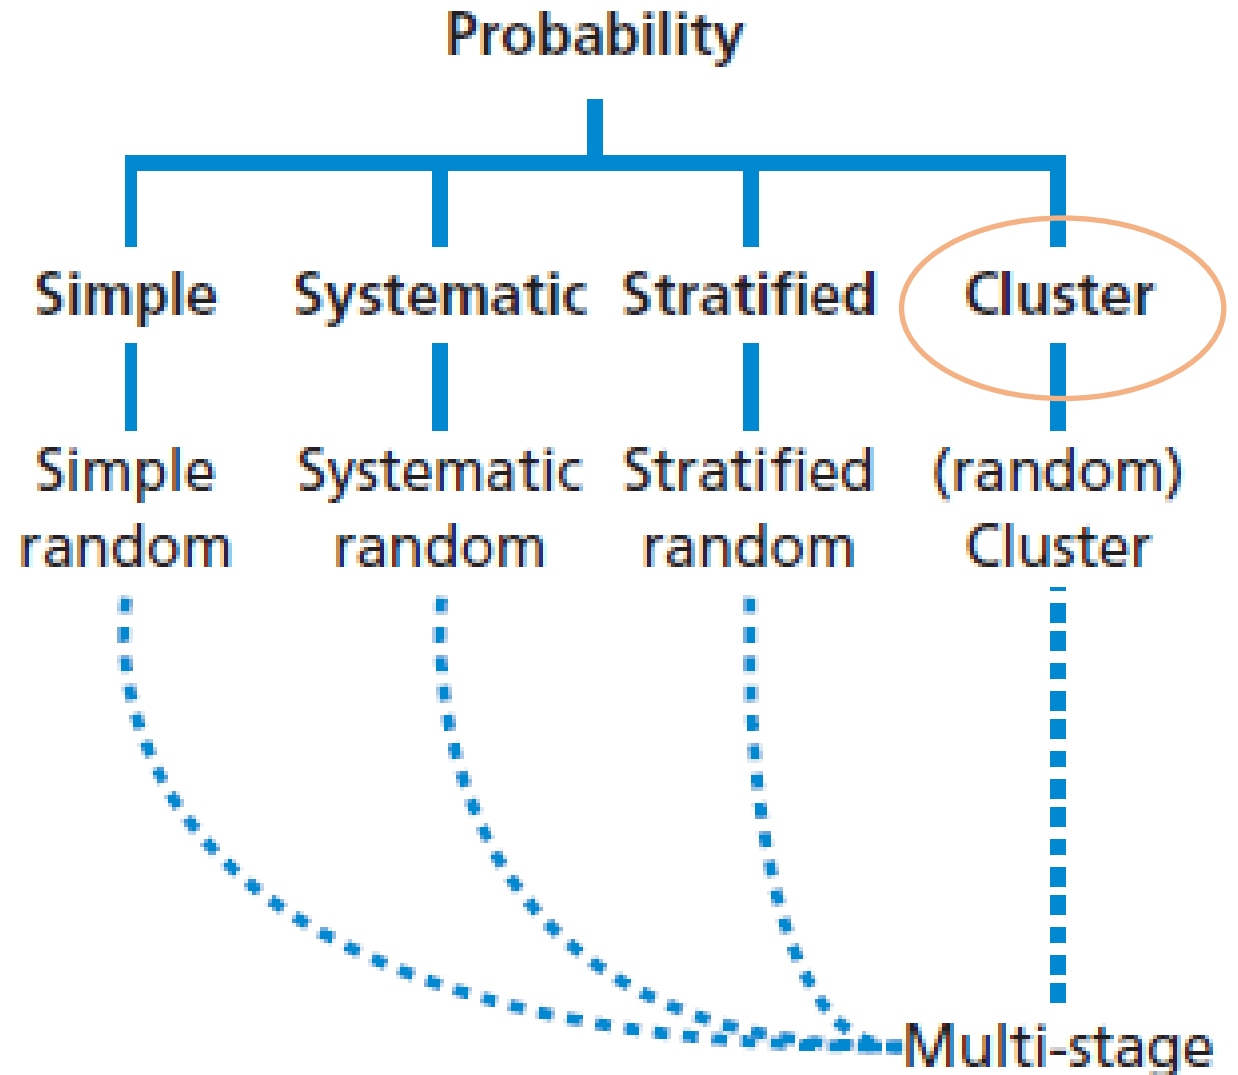 Probability
Simple
Systematic
Stratified
Cluster
Simple
random
Systematic
random
Stratified
random
(random)
Cluster
Multi-stage